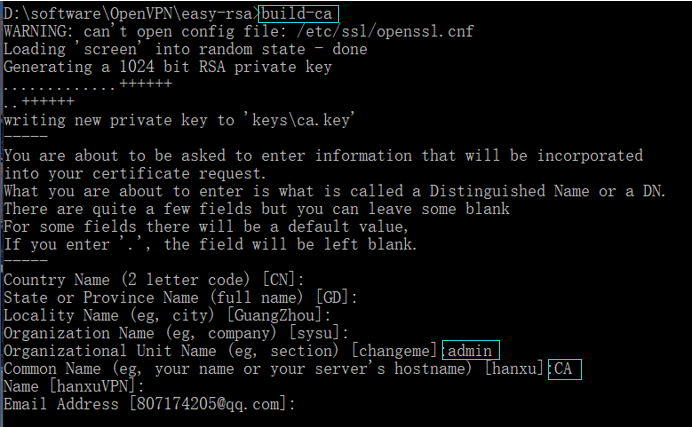 D:\software\OpenVPN\easy-rsa>build-ca
WARNING: can't open config file: /etc/ssl/openssl.cnf
Loading 'screen' into random state - done
Generating a 1024 bit RSA private key
.............++++++
..++++++
writing new private key to 'keys\ca.key'
-----
You are about to be asked to enter information that will be incorporated
into your certificate request.
What you are about to enter is what is called a Distinguished Name or a DN.
There are quite a few fields but you can leave some blank
For some fields there will be a default value,
If you enter '.', the field will be left blank.
-----
Country Name (2 letter code) [CN]:
State or Province Name (full name) [GD]:
Locality Name (eg, city) [GuangZhou]:
Organization Name (eg, company) [sysu]:
Organizational Unit Name (eg, section) [changeme]:admin
Common Name (eg, your name or your server's hostname) [hanxu]:CA
Name [hanxuVPN]:
Email Address [807174205@qq.com]: